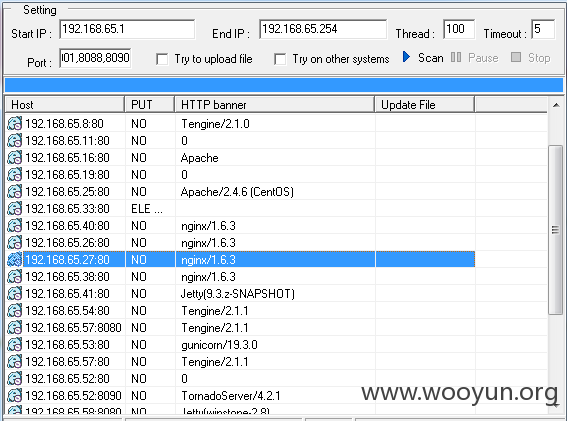 Setting
Start IP : 192.168.65.1 End IP : 192.168.65.254 Thread : 100 Timeout : 5
Port : 001,8088,8090 Try to upload file Try on other systems Scan Pause Stop
Host PUT HTTP banner Update File
192.168.65.8:80 NO Tengine/2.1.0
192.168.65.11:80 NO 0
192.168.65.16:80 NO Apache
192.168.65.19:80 NO 0
192.168.65.25:80 NO Apache/2.4.6 (CentOS)
192.168.65.33:80 ELE ...
192.168.65.40:80 NO nginx/1.6.3
192.168.65.26:80 NO nginx/1.6.3
192.168.65.27:80 NO nginx/1.6.3
192.168.65.38:80 NO nginx/1.6.3
192.168.65.41:80 NO Jetty(9.3.z-SNAPSHOT)
192.168.65.54:80 NO Tengine/2.1.1
192.168.65.57:8080 NO Tengine/2.1.1
192.168.65.53:80 NO gunicorn/19.3.0
192.168.65.57:80 NO Tengine/2.1.1
192.168.65.52:80 NO 0
192.168.65.52:8090 NO TornadoServer/4.2.1
192.168.65.58:8080 NO Jetty(winstone-2.8)
www.wooyun.org